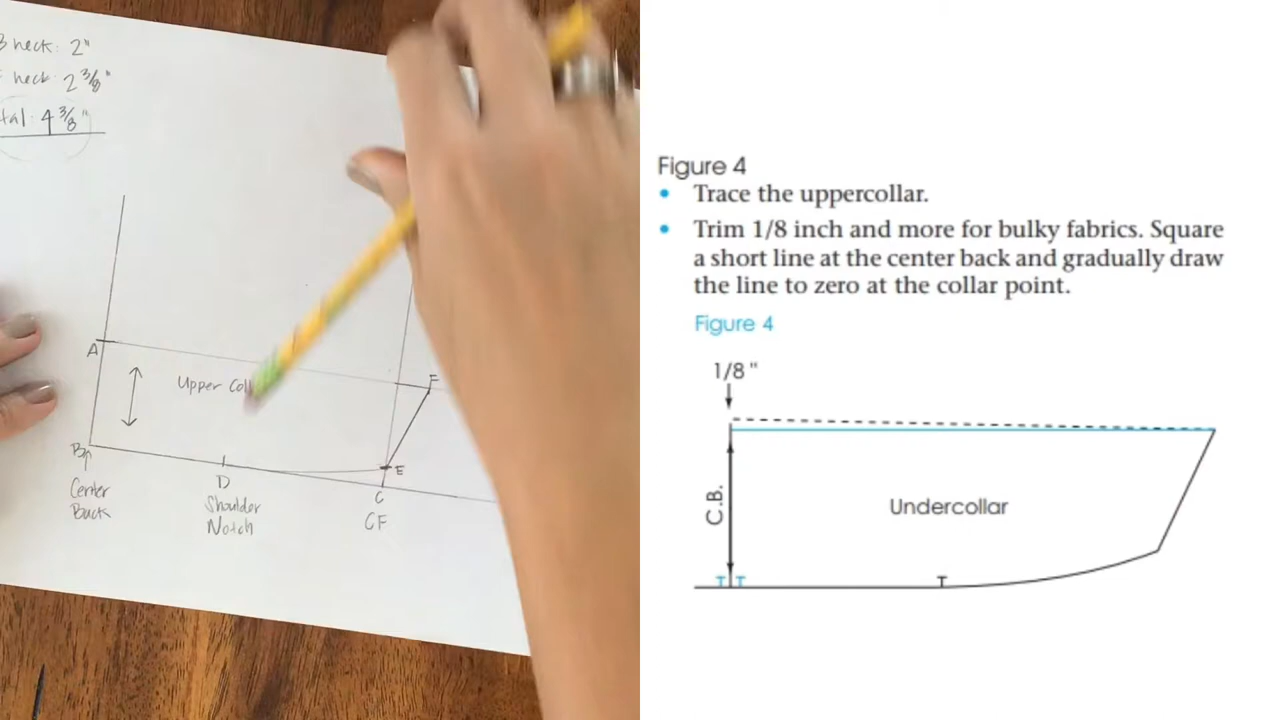 neck: 2"
neck 2 3/8"
4 3/8"
A
Upper
F
B
E
D
C
Center
Back
Shoulder
Notch
CF
Figure 4
• Trace the uppercollar.
• Trim 1/8 inch and more for bulky fabrics. Square
a short line at the center back and gradually draw
the line to zero at the collar point.
Figure 4
1/8 "
C.B.
Undercollar